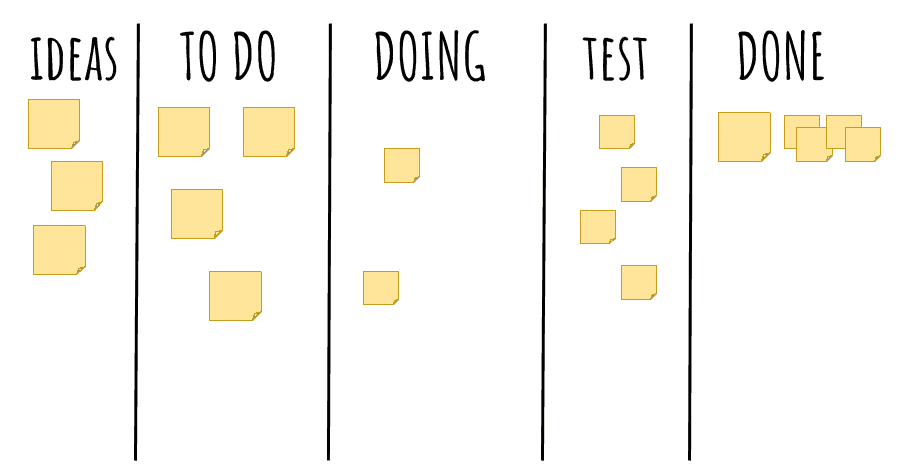 IDEAS TO DO DOING TEST DONE